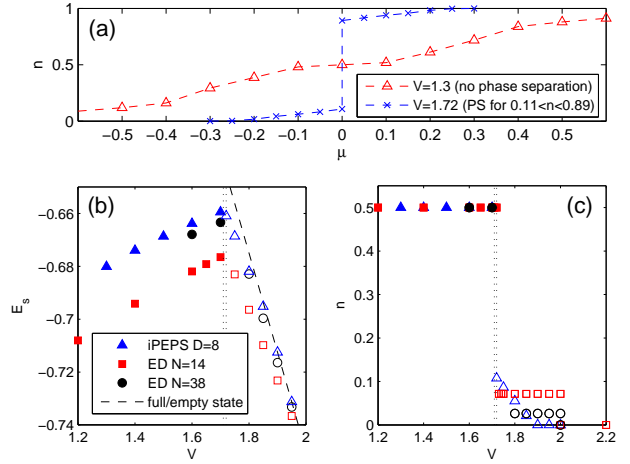 (a)
n
1
0.5
0
-0.5 -0.4 -0.3 -0.2 -0.1 0 0.1 0.2 0.3 0.4 0.5
μ
V=1.3 (no phase separation)
V=1.72 (PS for 0.11<n<0.89)
(b)
E_s
-0.66
-0.68
-0.7
-0.72
-0.74
1.2 1.4 1.6 1.8 2
V
iPEPS D=8
ED N=14
ED N=38
full/empty state
(c)
n
0.5
0.4
0.3
0.2
0.1
0
1.2 1.4 1.6 1.8 2.0 2.2
V